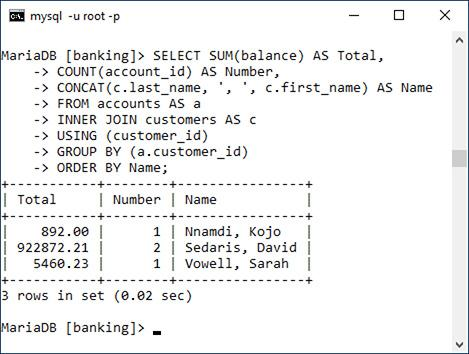 mysql -u root -p
MariaDB [banking]> SELECT SUM(balance) AS Total,
    -> COUNT(account_id) AS Number,
    -> CONCAT(c.last_name, ', ', c.first_name) AS Name
    -> FROM accounts AS a
    -> INNER JOIN customers AS c
    -> USING (customer_id)
    -> GROUP BY (a.customer_id)
    -> ORDER BY Name;
+-----------+--------+----------------+
| Total     | Number | Name           |
+-----------+--------+----------------+
|    892.00 |      1 | Nnamdi, Kojo   |
| 922872.21 |      2 | Sedaris, David |
|   5460.23 |      1 | Vowell, Sarah  |
+-----------+--------+----------------+
3 rows in set (0.02 sec)
MariaDB [banking]>